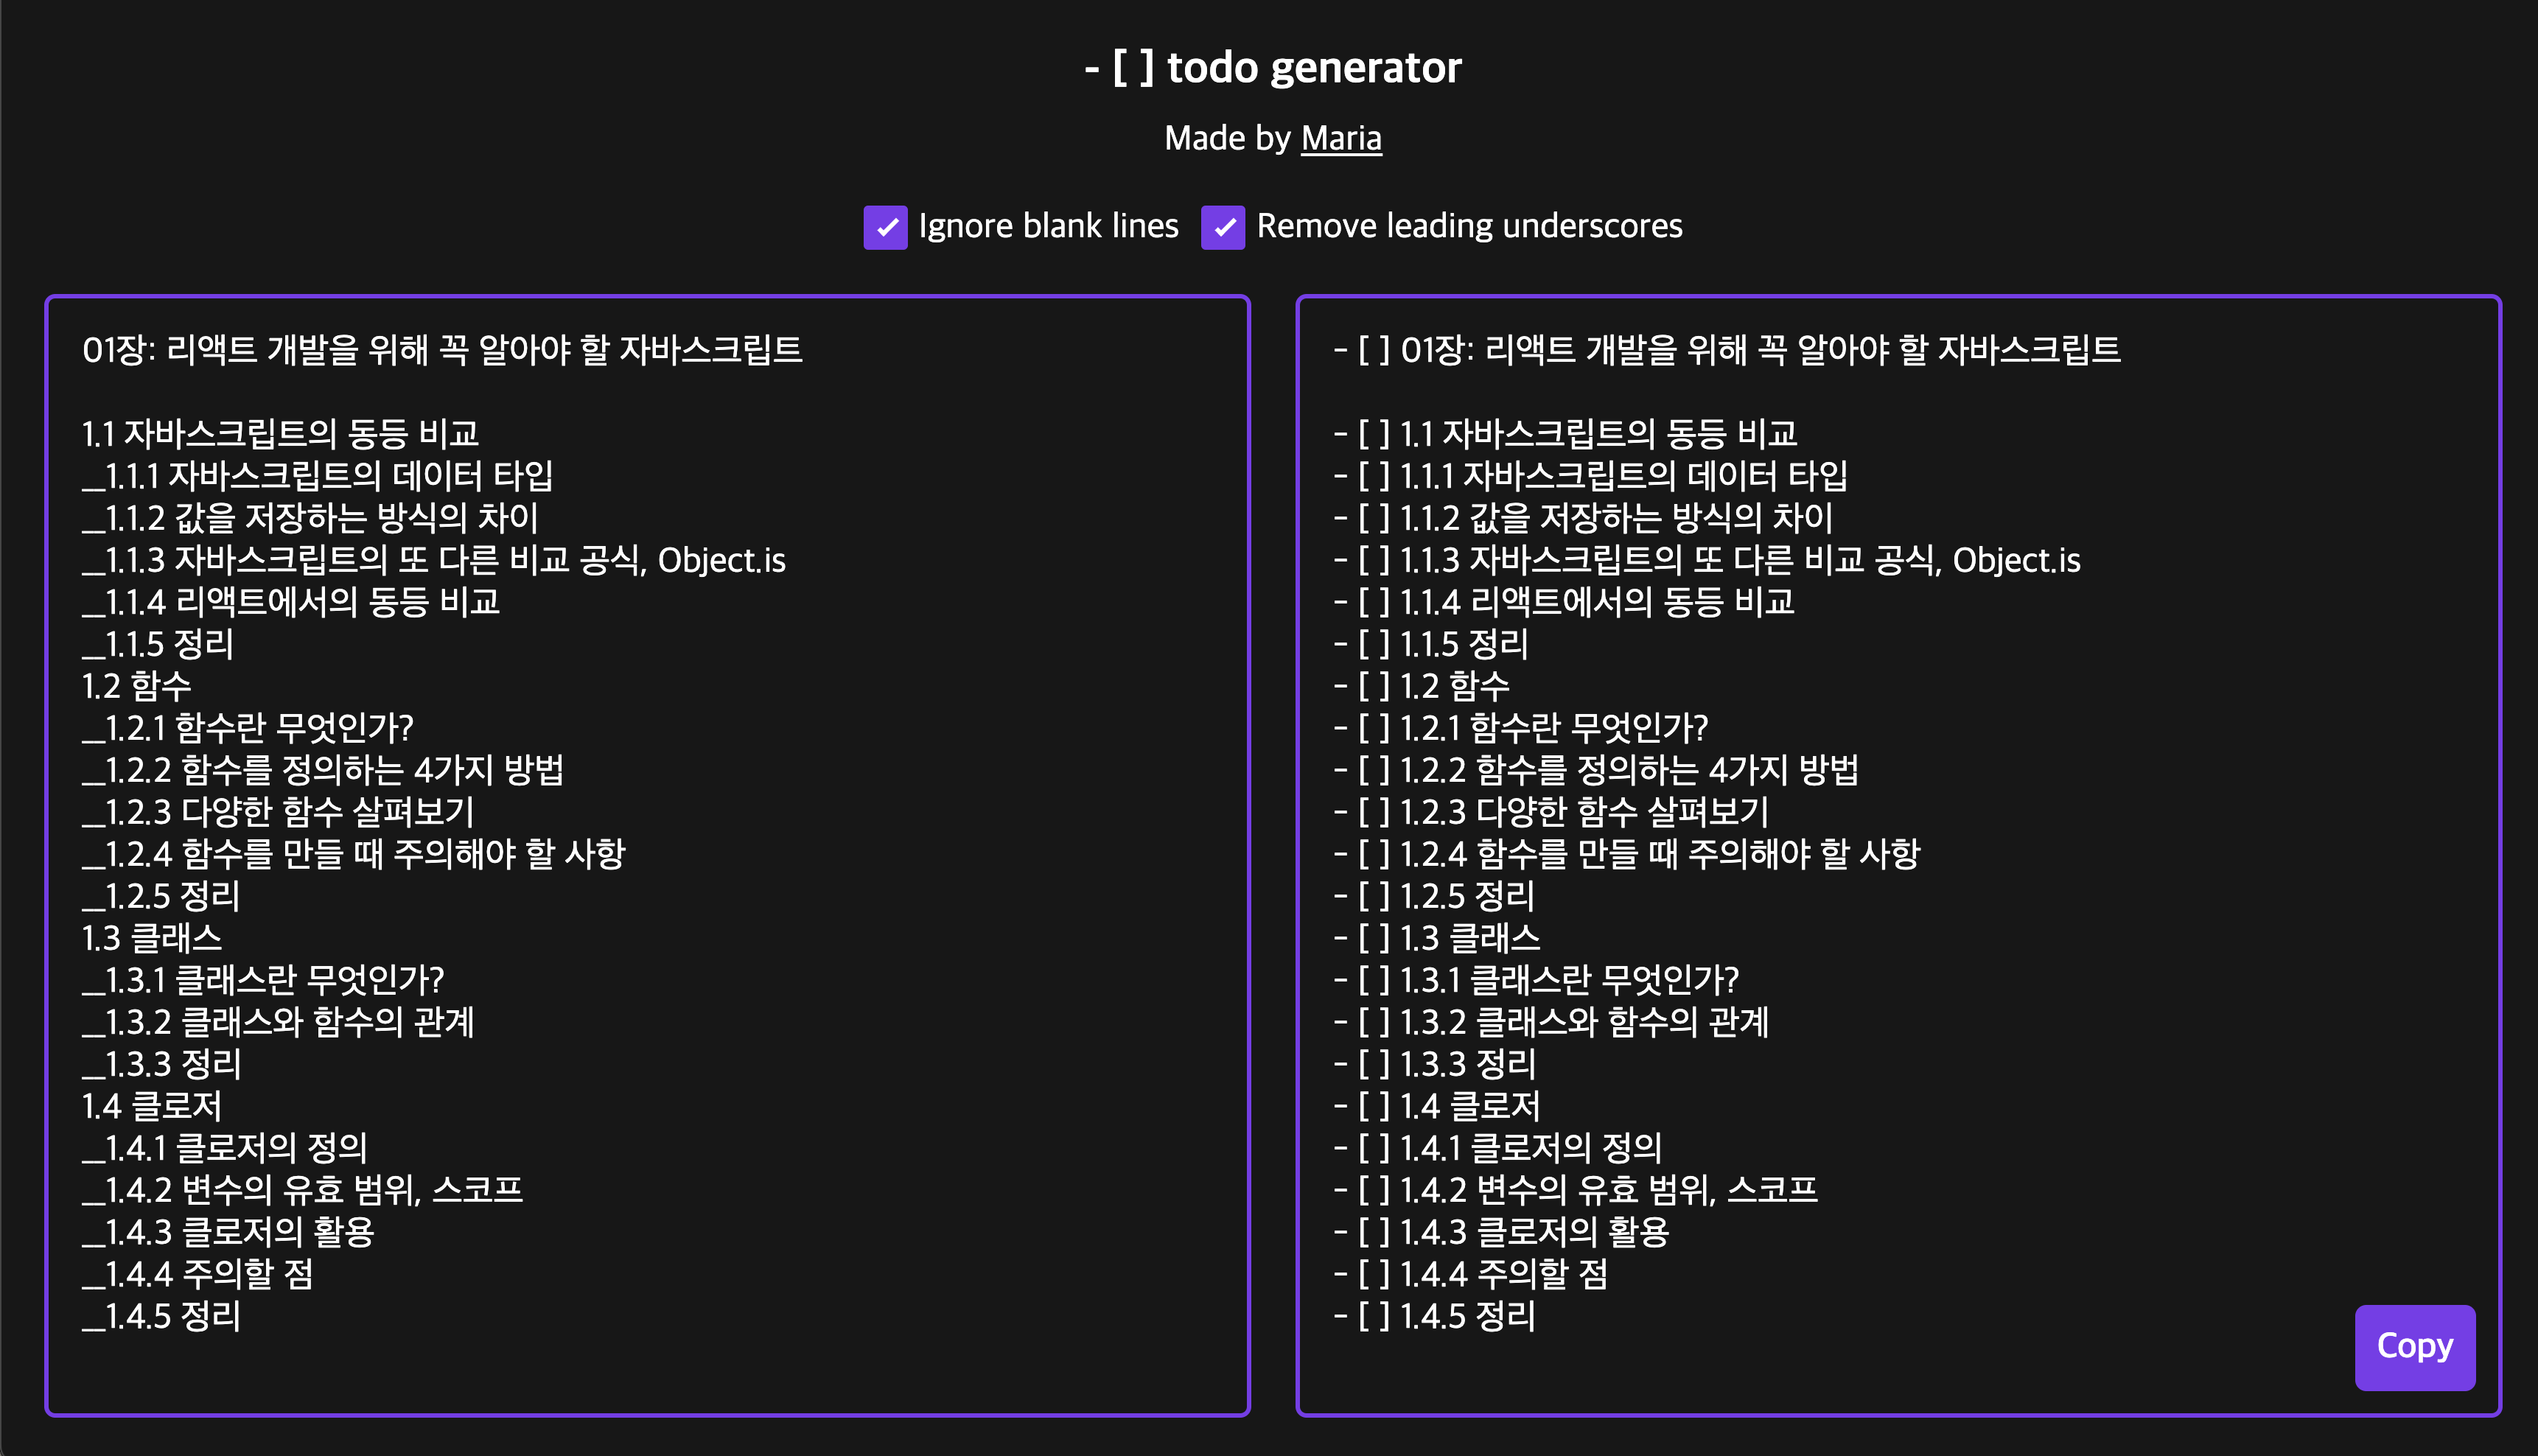 - [ ] todo generator
Made by Maria
Ignore blank lines
Remove leading underscores
01장: 리액트 개발을 위해 꼭 알아야 할 자바스크립트
1.1 자바스크립트의 동등 비교
__1.1.1 자바스크립트의 데이터 타입
__1.1.2 값을 저장하는 방식의 차이
__1.1.3 자바스크립트의 또 다른 비교 공식, Object.is
__1.1.4 리액트에서의 동등 비교
__1.1.5 정리
1.2 함수
__1.2.1 함수란 무엇인가?
__1.2.2 함수를 정의하는 4가지 방법
__1.2.3 다양한 함수 살펴보기
__1.2.4 함수를 만들 때 주의해야 할 사항
__1.2.5 정리
1.3 클래스
__1.3.1 클래스란 무엇인가?
__1.3.2 클래스와 함수의 관계
__1.3.3 정리
1.4 클로저
__1.4.1 클로저의 정의
__1.4.2 변수의 유효 범위, 스코프
__1.4.3 클로저의 활용
__1.4.4 주의할 점
__1.4.5 정리
- [ ] 01장: 리액트 개발을 위해 꼭 알아야 할 자바스크립트
- [ ] 1.1 자바스크립트의 동등 비교
- [ ] 1.1.1 자바스크립트의 데이터 타입
- [ ] 1.1.2 값을 저장하는 방식의 차이
- [ ] 1.1.3 자바스크립트의 또 다른 비교 공식, Object.is
- [ ] 1.1.4 리액트에서의 동등 비교
- [ ] 1.1.5 정리
- [ ] 1.2 함수
- [ ] 1.2.1 함수란 무엇인가?
- [ ] 1.2.2 함수를 정의하는 4가지 방법
- [ ] 1.2.3 다양한 함수 살펴보기
- [ ] 1.2.4 함수를 만들 때 주의해야 할 사항
- [ ] 1.2.5 정리
- [ ] 1.3 클래스
- [ ] 1.3.1 클래스란 무엇인가?
- [ ] 1.3.2 클래스와 함수의 관계
- [ ] 1.3.3 정리
- [ ] 1.4 클로저
- [ ] 1.4.1 클로저의 정의
- [ ] 1.4.2 변수의 유효 범위, 스코프
- [ ] 1.4.3 클로저의 활용
- [ ] 1.4.4 주의할 점
- [ ] 1.4.5 정리
Copy